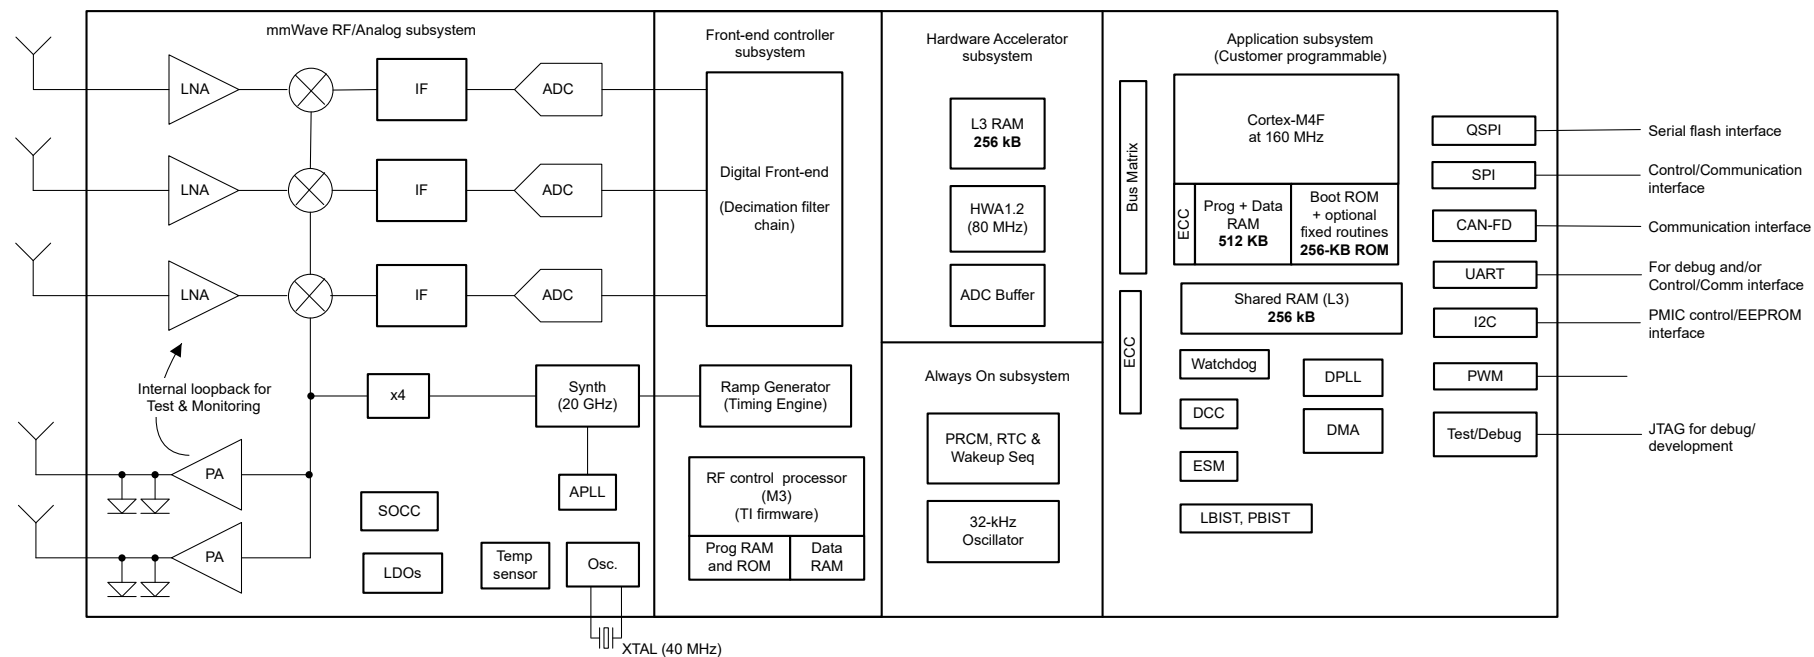 mmWave RF/Analog subsystem
LNA
IF
ADC
LNA
IF
ADC
LNA
IF
ADC
Internal loopback for
Test & Monitoring
x4
Synth
(20 GHz)
PA
PA
APLL
SOCC
LDOs
Temp
sensor
Osc.
XTAL (40 MHz)
Front-end controller
subsystem
Digital Front-end
(Decimation filter
chain)
Ramp Generator
(Timing Engine)
RF control processor
(M3)
(TI firmware)
Prog RAM
and ROM
Data
RAM
Hardware Accelerator
subsystem
L3 RAM
256 kB
HWA1.2
(80 MHz)
ADC Buffer
Always On subsystem
PRCM, RTC &
Wakeup Seq
32-kHz
Oscillator
Application subsystem
(Customer programmable)
Bus Matrix
Cortex-M4F
at 160 MHz
ECC
Prog + Data
RAM
512 KB
Boot ROM
+ optional
fixed routines
256-KB ROM
ECC
Shared RAM (L3)
256 kB
Watchdog
DPLL
DCC
DMA
ESM
LBIST, PBIST
QSPI
Serial flash interface
SPI
Control/Communication
interface
CAN-FD
Communication interface
UART
For debug and/or
Control/Comm interface
I2C
PMIC control/EEPROM
interface
PWM
Test/Debug
JTAG for debug/
development